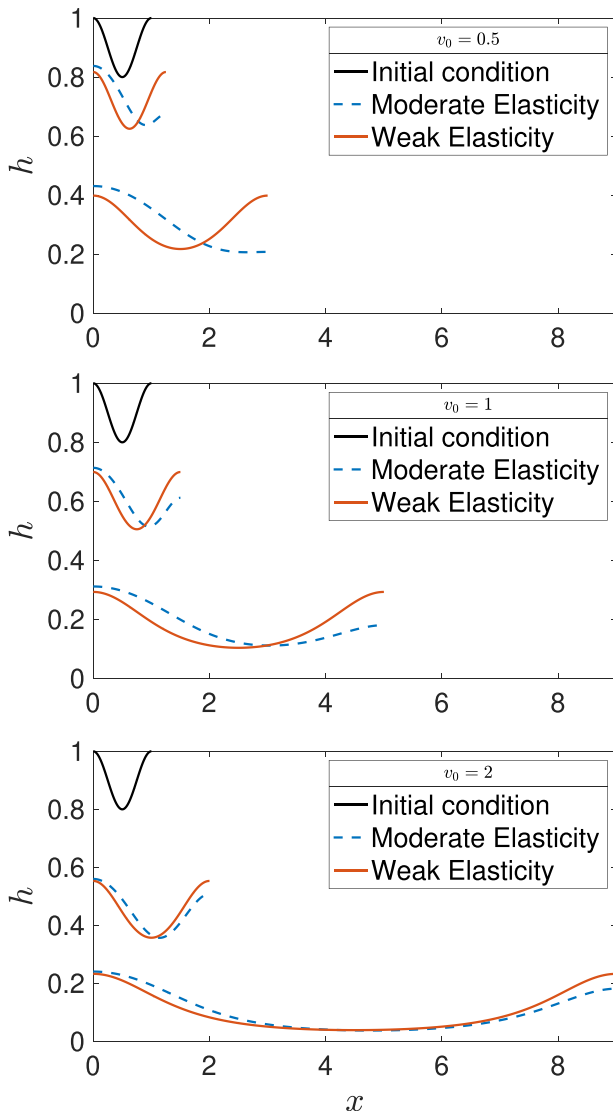 1
v₀ = 0.5
Initial condition
Moderate Elasticity
Weak Elasticity
0.8
0.6
h
0.4
0.2
0
0 2 4 6 8
1
v₀ = 1
Initial condition
Moderate Elasticity
Weak Elasticity
0.8
0.6
h
0.4
0.2
0
0 2 4 6 8
1
v₀ = 2
Initial condition
Moderate Elasticity
Weak Elasticity
0.8
0.6
h
0.4
0.2
0
0 2 4 6 8
x